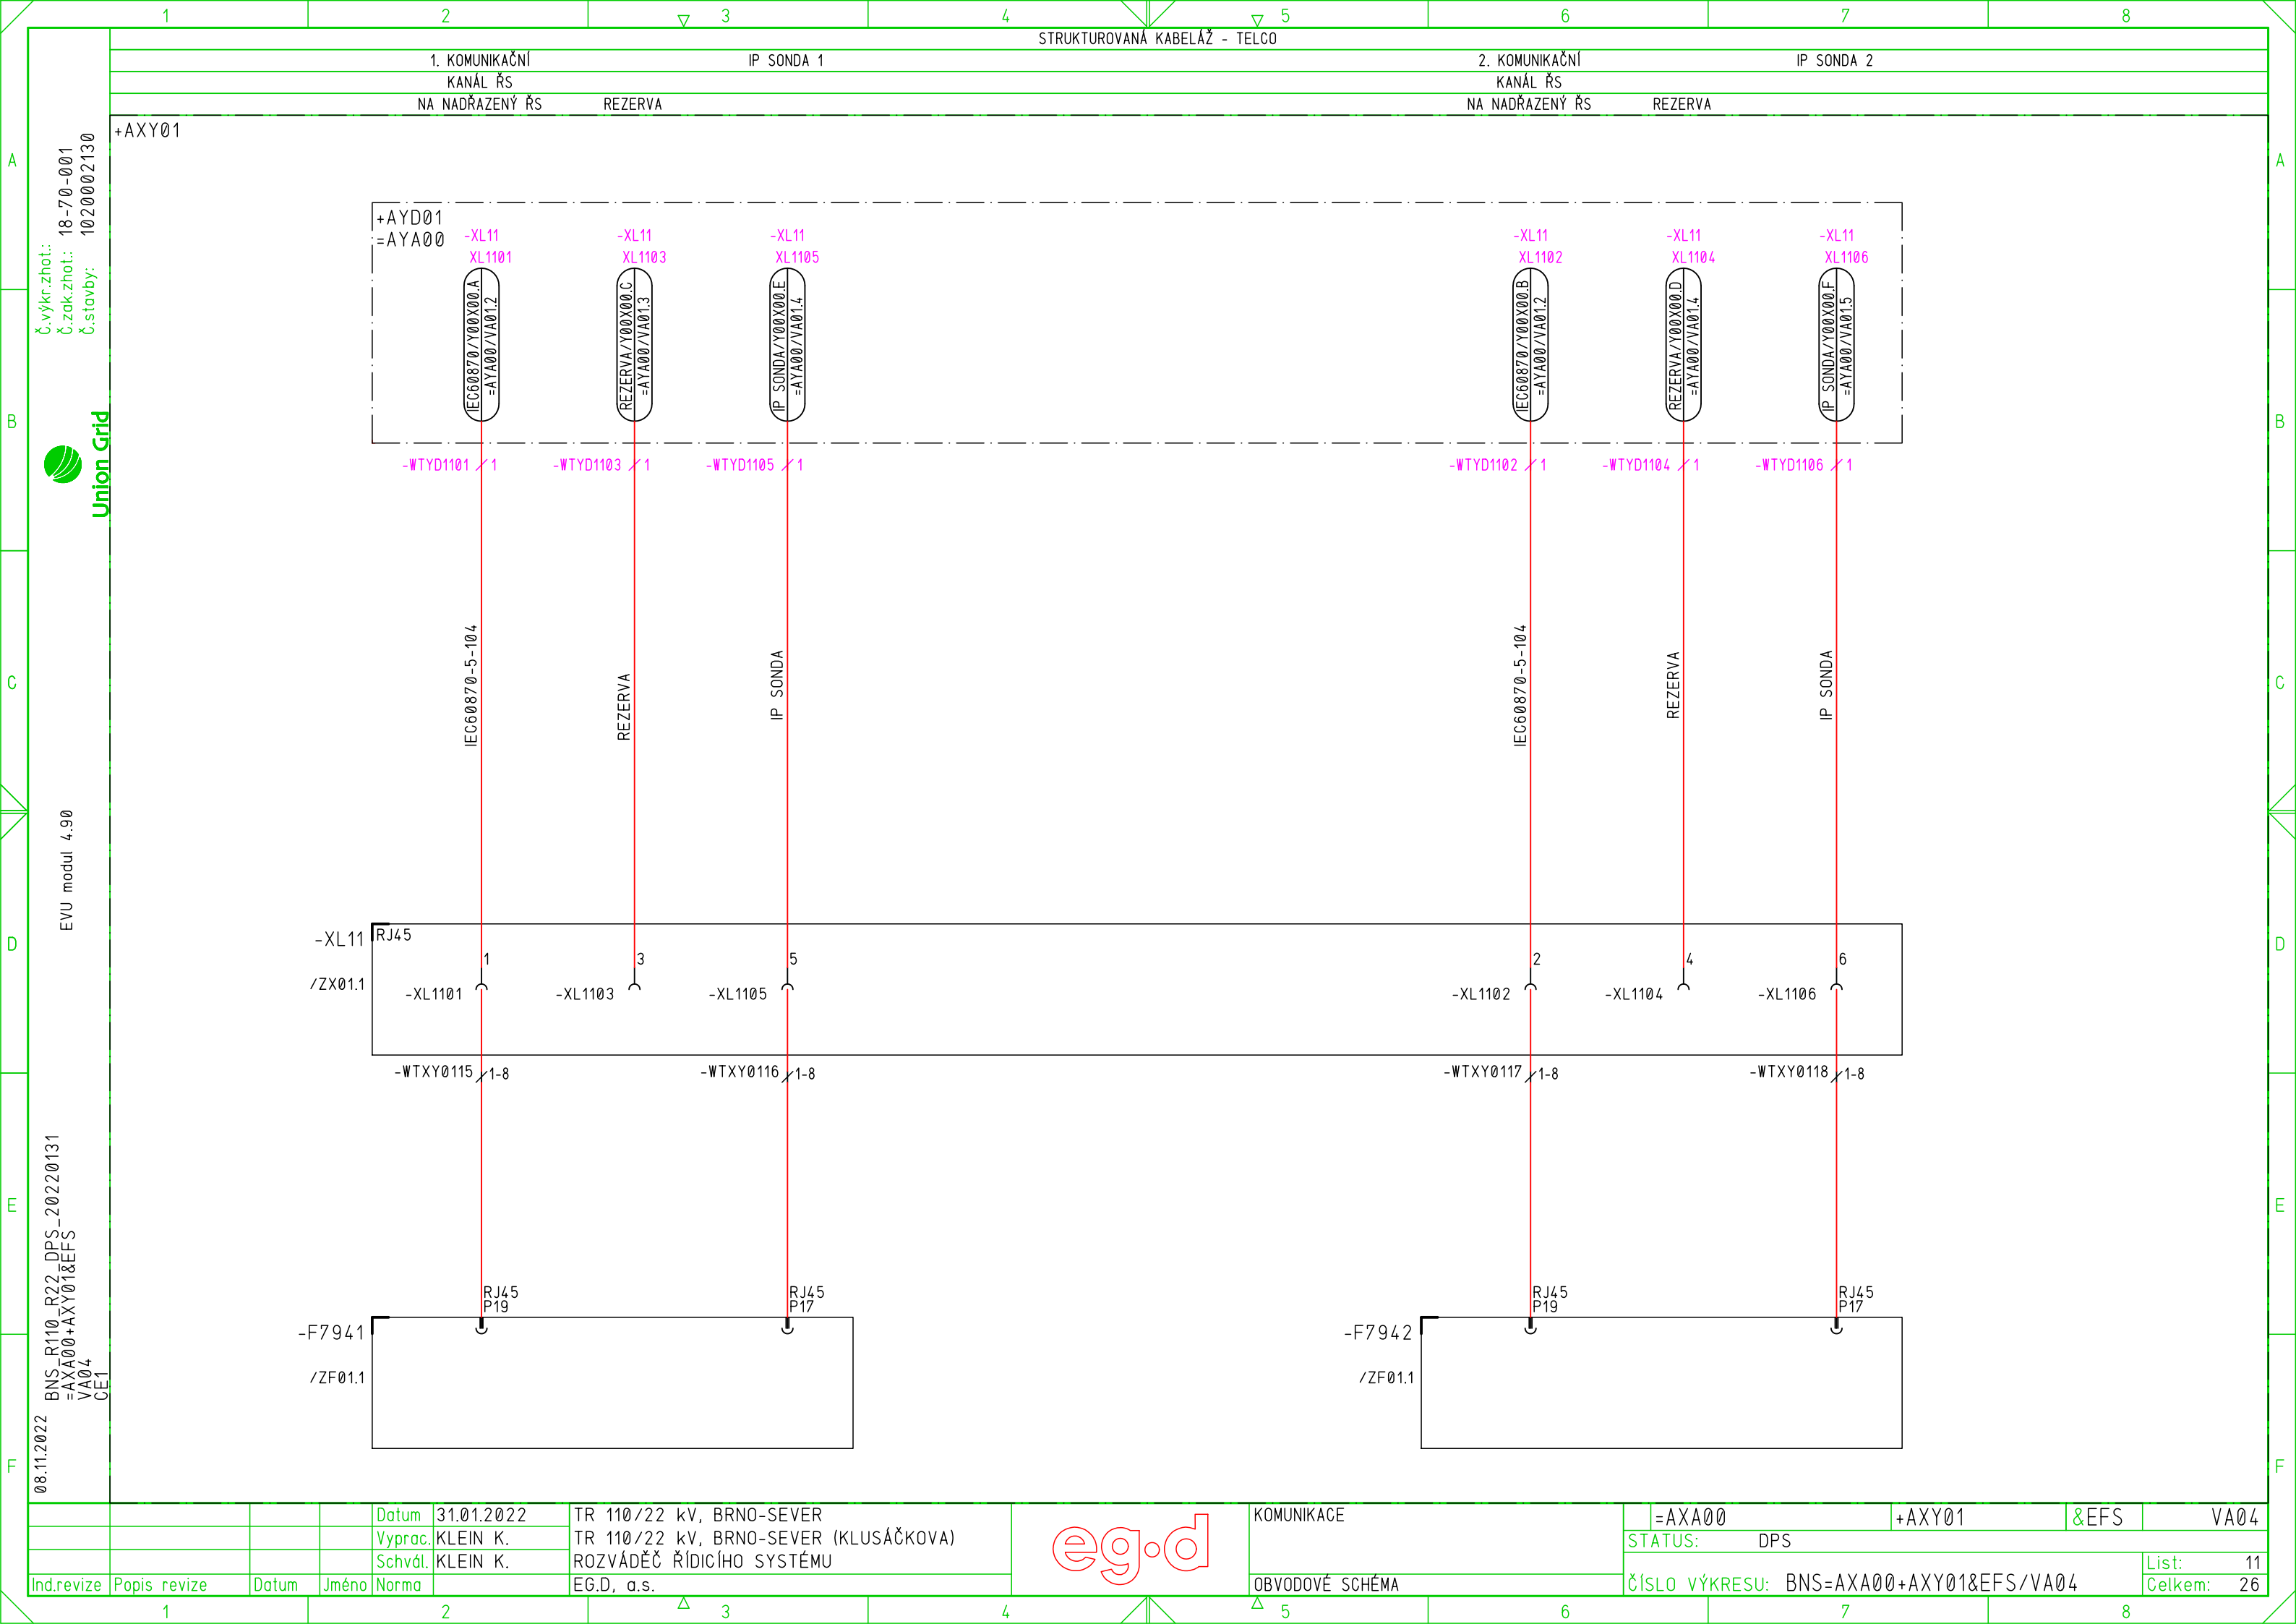 1 2 3 4 5 6 7 8
STRUKTUROVANÁ KABELÁŽ - TELCO
1. KOMUNIKAČNÍ IP SONDA 1 2. KOMUNIKAČNÍ IP SONDA 2
KANÁL ŘS KANÁL ŘS
NA NADŘAZENÝ ŘS REZERVA NA NADŘAZENÝ ŘS REZERVA
+AXY01
A A
B B
C C
D D
E E
F F
Č.výkr.zhot.:
Č.zak.zhot.: 18-70-001
Č.stavby: 1020002130
Union Grid
EVU modul 4.90
BNS_R110_R22_DPS_20220131
=AXA00+AXY01&EFS
VA04
CE1
08.11.2022
+AYD01
=AYA00
-XL11 -XL11 -XL11 -XL11 -XL11 -XL11
XL1101 XL1103 XL1105 XL1102 XL1104 XL1106
IEC60870/Y00X00.A
=AYA00/VA01.2
REZERVA/Y00X00.C
=AYA00/VA01.3
IP SONDA/Y00X00.E
=AYA00/VA01.4
IEC60870/Y00X00.B
=AYA00/VA01.2
REZERVA/Y00X00.D
=AYA00/VA01.4
IP SONDA/Y00X00.F
=AYA00/VA01.5
-WTYD1101 1 -WTYD1103 1 -WTYD1105 1 -WTYD1102 1 -WTYD1104 1 -WTYD1106 1
IEC60870-5-104
REZERVA
IP SONDA
IEC60870-5-104
REZERVA
IP SONDA
-XL11 RJ45
/ZX01.1
1 3 5 2 4 6
-XL1101 -XL1103 -XL1105 -XL1102 -XL1104 -XL1106
-WTXY0115 1-8 -WTXY0116 1-8 -WTXY0117 1-8 -WTXY0118 1-8
RJ45 RJ45 RJ45 RJ45
P19 P17 P19 P17
-F7941 -F7942
/ZF01.1 /ZF01.1
Datum 31.01.2022 TR 110/22 kV, BRNO-SEVER
Vyprac. KLEIN K. TR 110/22 kV, BRNO-SEVER (KLUSÁČKOVA)
Schvál. KLEIN K. ROZVÁDĚČ ŘÍDICÍHO SYSTÉMU
Ind.revize Popis revize Datum Jméno Norma EG.D, a.s.
eg.d
KOMUNIKACE
OBVODOVÉ SCHÉMA
=AXA00 +AXY01 &EFS VA04
STATUS: DPS
List: 11
ČÍSLO VÝKRESU: BNS=AXA00+AXY01&EFS/VA04 Celkem: 26
1 2 3 4 5 6 7 8